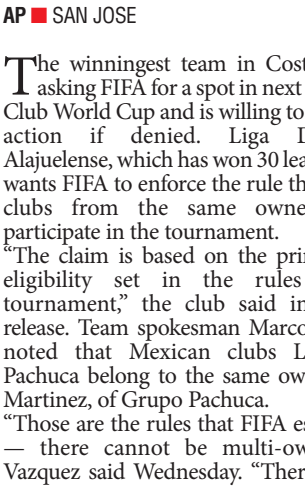 AP ■ SAN JOSE
The winningest team in Cost
asking FIFA for a spot in next
Club World Cup and is willing to
action if denied. Liga D
Alajuelense, which has won 30 lea
wants FIFA to enforce the rule th
clubs from the same owne
participate in the tournament.
“The claim is based on the prin
eligibility set in the rules
tournament,” the club said in
release. Team spokesman Marco
noted that Mexican clubs L
Pachuca belong to the same ow
Martinez, of Grupo Pachuca.
“Those are the rules that FIFA es
— there cannot be multi-ow
Vazquez said Wednesday. “Ther